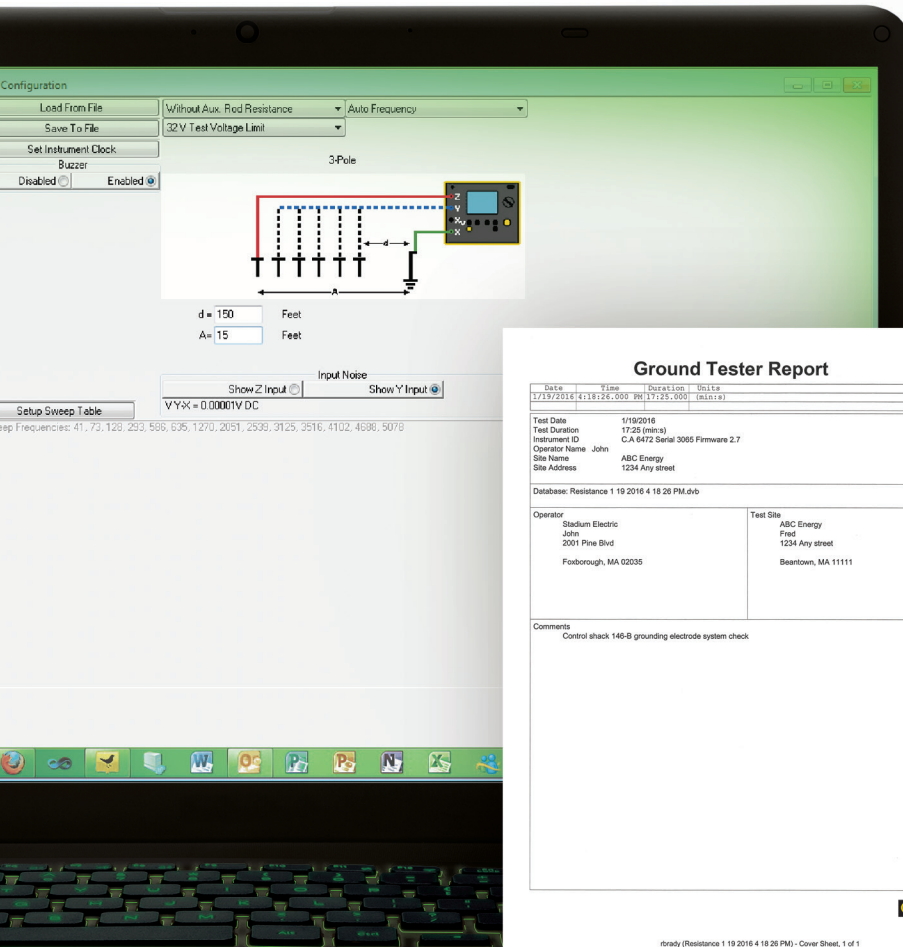 Configuration
Load From File
Without Aux. Rod Resistance
Auto Frequency
Save To File
32 V Test Voltage Limit
Set Instrument Clock
Buzzer
3-Pole
Disabled
Enabled
Z
Y
Xv
X
d
A
d = 150 Feet
A= 15 Feet
Input Noise
Show Z Input
Show Y Input
Setup Sweep Table
V Y-X = 0.00001V DC
eep Frequencies: 41, 73, 128, 293, 586, 635, 1270, 2051, 2539, 3125, 3516, 4102, 4688, 5078
Ground Tester Report
Date Time Duration Units
1/19/2016 4:18:26.000 PM 17:25.000 (min:s)
Test Date 1/19/2016
Test Duration 17:25 (min:s)
Instrument ID C.A 6472 Serial 3065 Firmware 2.7
Operator Name John
Site Name ABC Energy
Site Address 1234 Any street
Database: Resistance 1 19 2016 4 18 26 PM.dvb
Operator
Stadium Electric
John
2001 Pine Blvd
Foxborough, MA 02035
Test Site
ABC Energy
Fred
1234 Any street
Beantown, MA 11111
Comments
Control shack 146-B grounding electrode system check
rbrady (Resistance 1 19 2016 4 18 26 PM) - Cover Sheet, 1 of 1